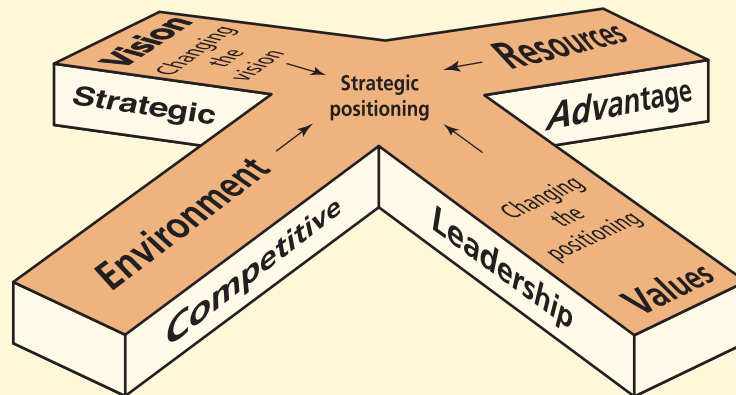 Vision
Changing
the
vision
Resources
Strategic
Advantage
Strategic
positioning
Environment
Competitive
Leadership
Changing
the
positioning
Values